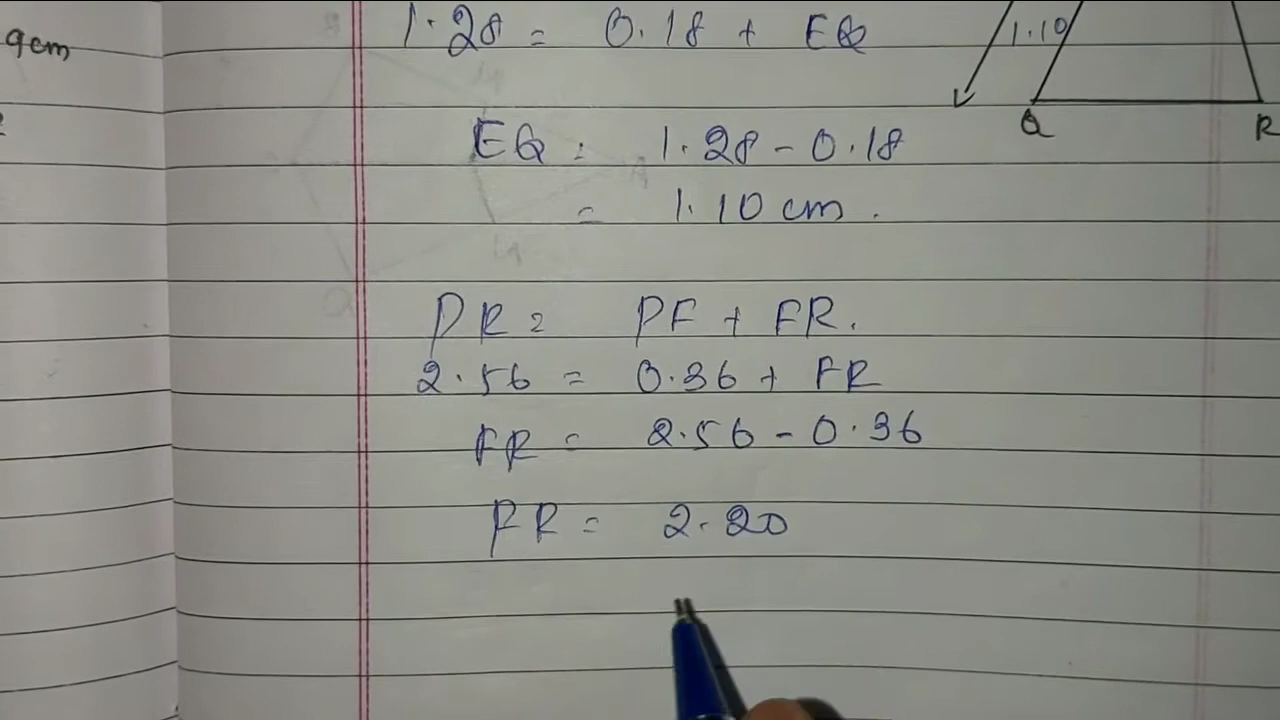 9cm
1.28 = 0.18 + EQ
1.10
Q
R
EQ = 1.28 - 0.18
= 1.10 cm.
PR = PF + FR.
2.56 = 0.36 + FR
FR = 2.56 - 0.36
FR = 2.20